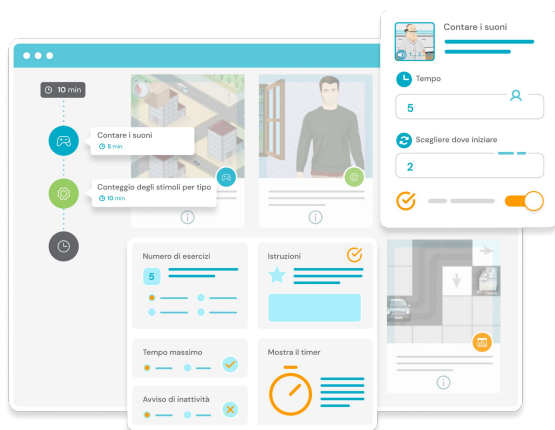 10 min
Contare i suoni
5 min
Conteggio degli stimoli per tipo
10 min
Numero di esercizi
5
Istruzioni
Tempo massimo
Mostra il timer
Avviso di inattività
Contare i suoni
Tempo
5
Scegliere dove iniziare
2